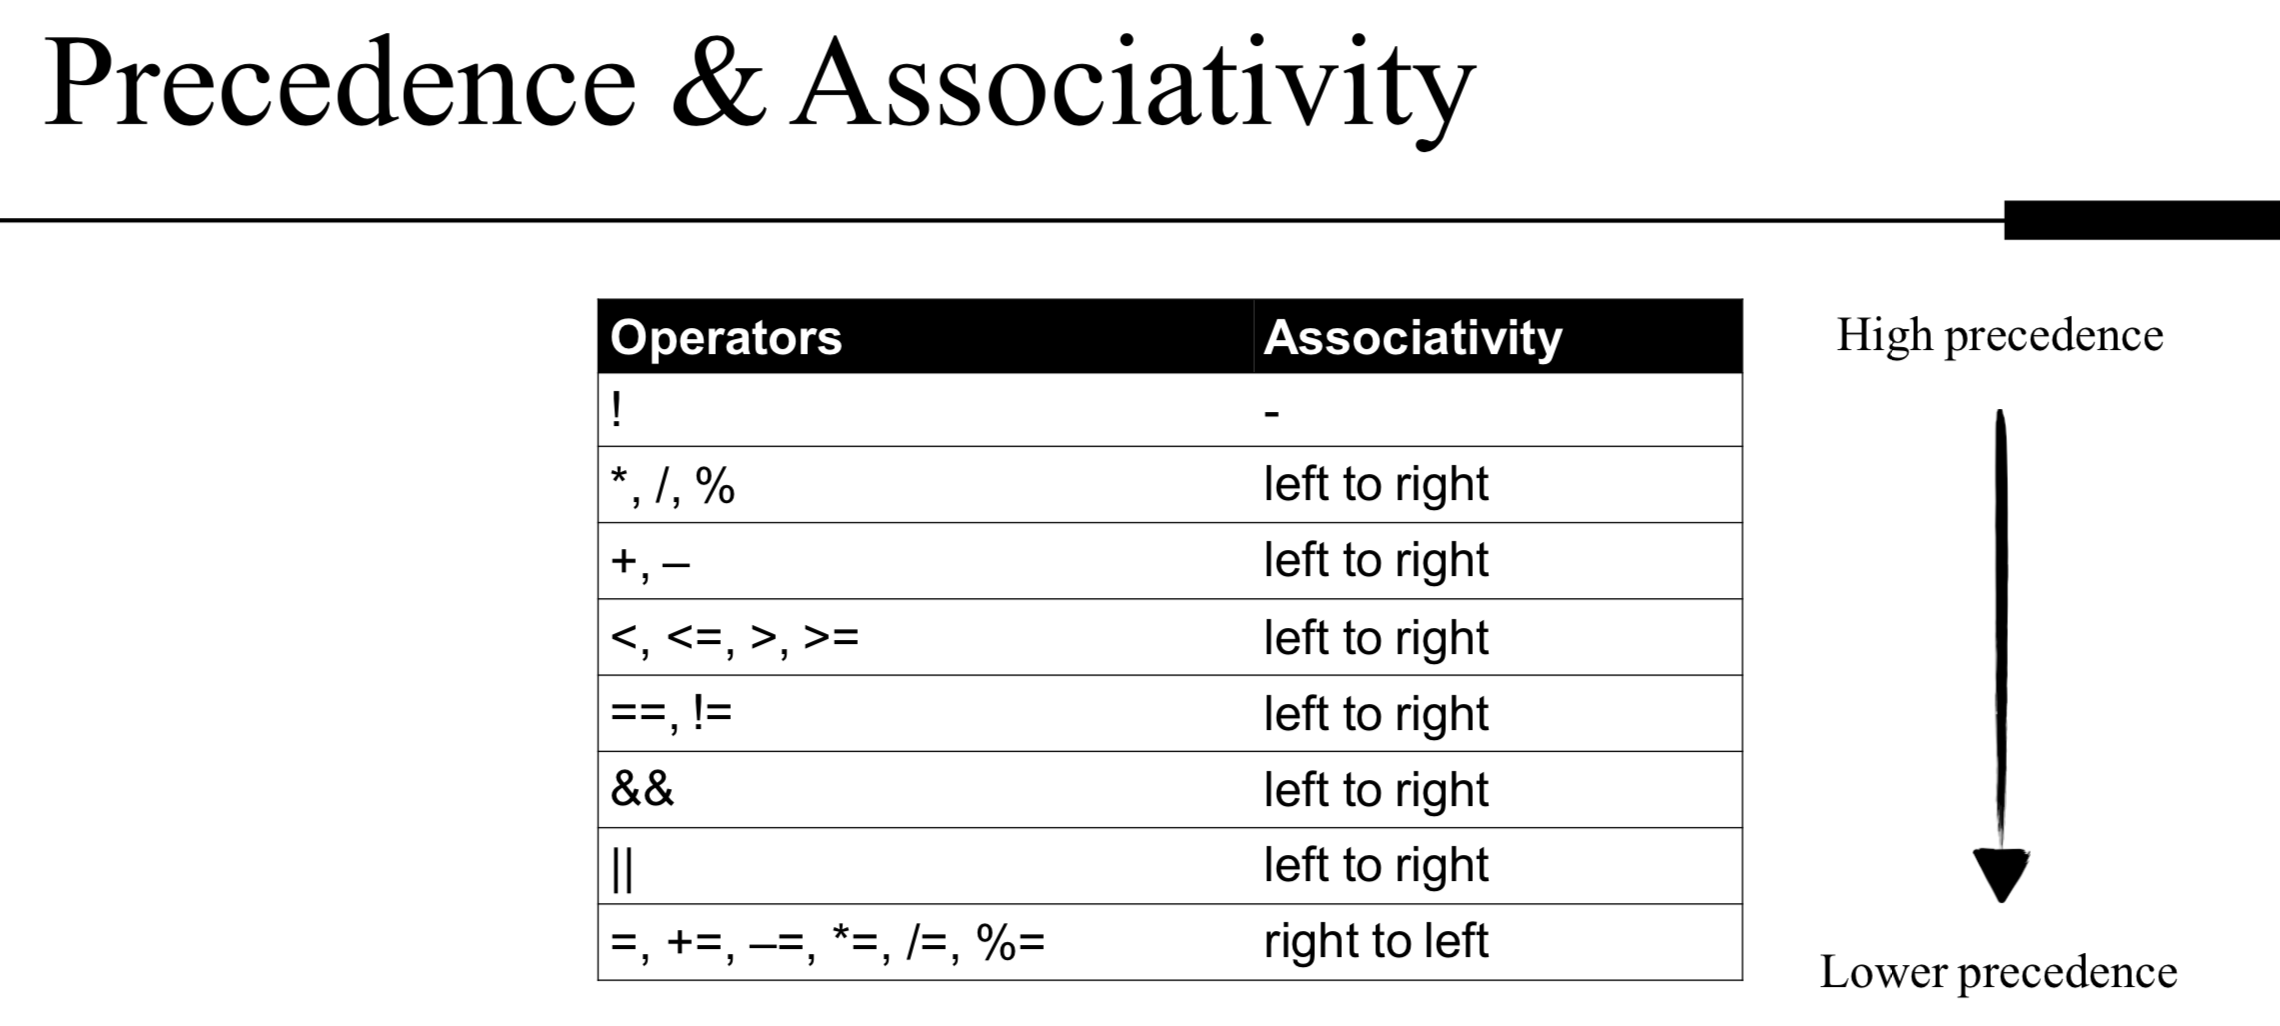 Precedence & Associativity
Operators Associativity
! -
*, /, % left to right
+, – left to right
<, <=, >, >= left to right
==, != left to right
&& left to right
|| left to right
=, +=, –=, *=, /=, %= right to left
High precedence
Lower precedence